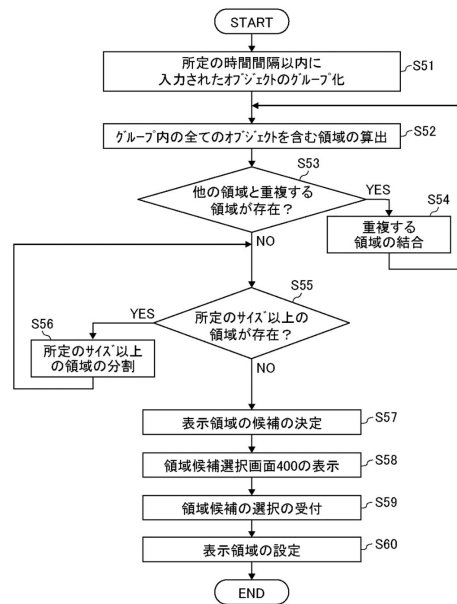 START
所定の時間間隔以内に
入力されたオブジェクトのグループ化
S51
グループ内の全てのオブジェクトを含む領域の算出
S52
S53
他の領域と重複する
領域が存在？
YES
S54
重複する
領域の結合
NO
S55
所定のサイズ以上の
領域が存在？
YES
S56
所定のサイズ以上
の領域の分割
NO
表示領域の候補の決定
S57
領域候補選択画面400の表示
S58
領域候補の選択の受付
S59
表示領域の設定
S60
END